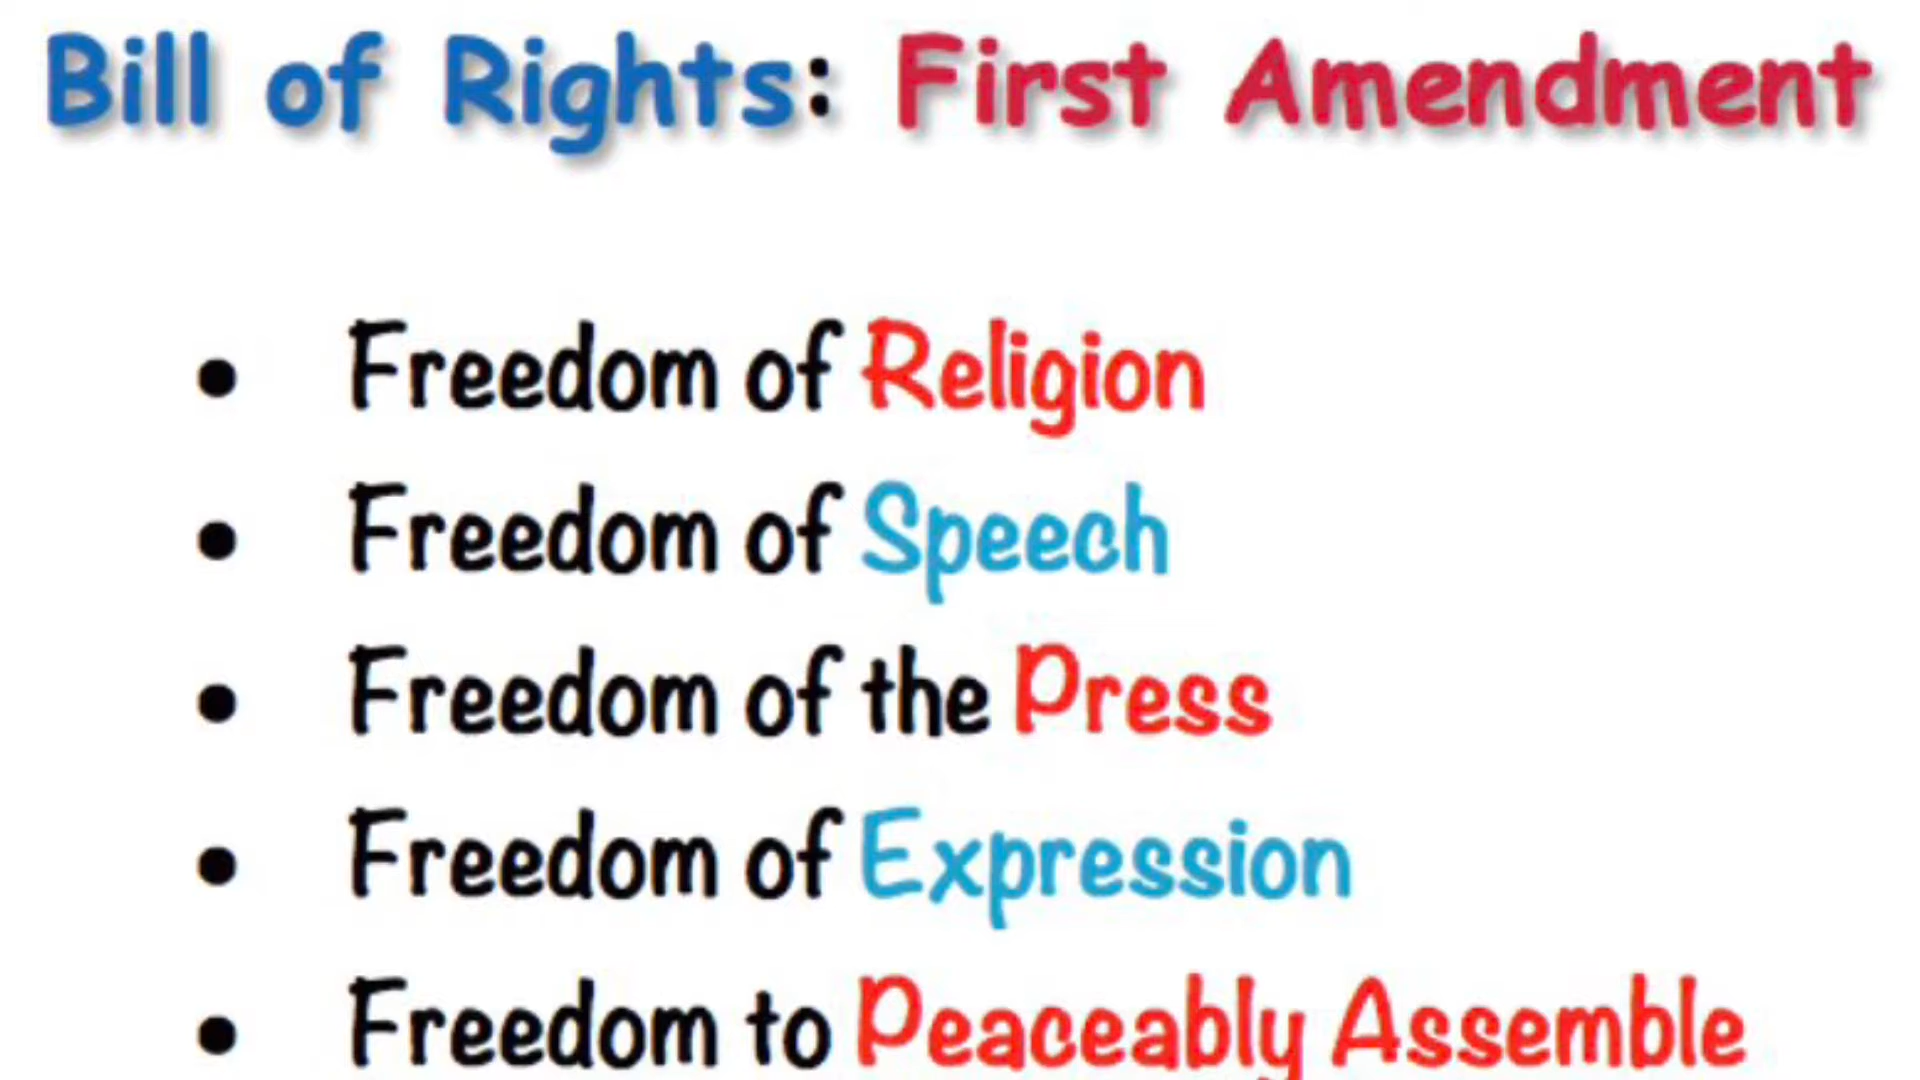 Bill of Rights: First Amendment
• Freedom of Religion
• Freedom of Speech
• Freedom of the Press
• Freedom of Expression
• Freedom to Peaceably Assemble